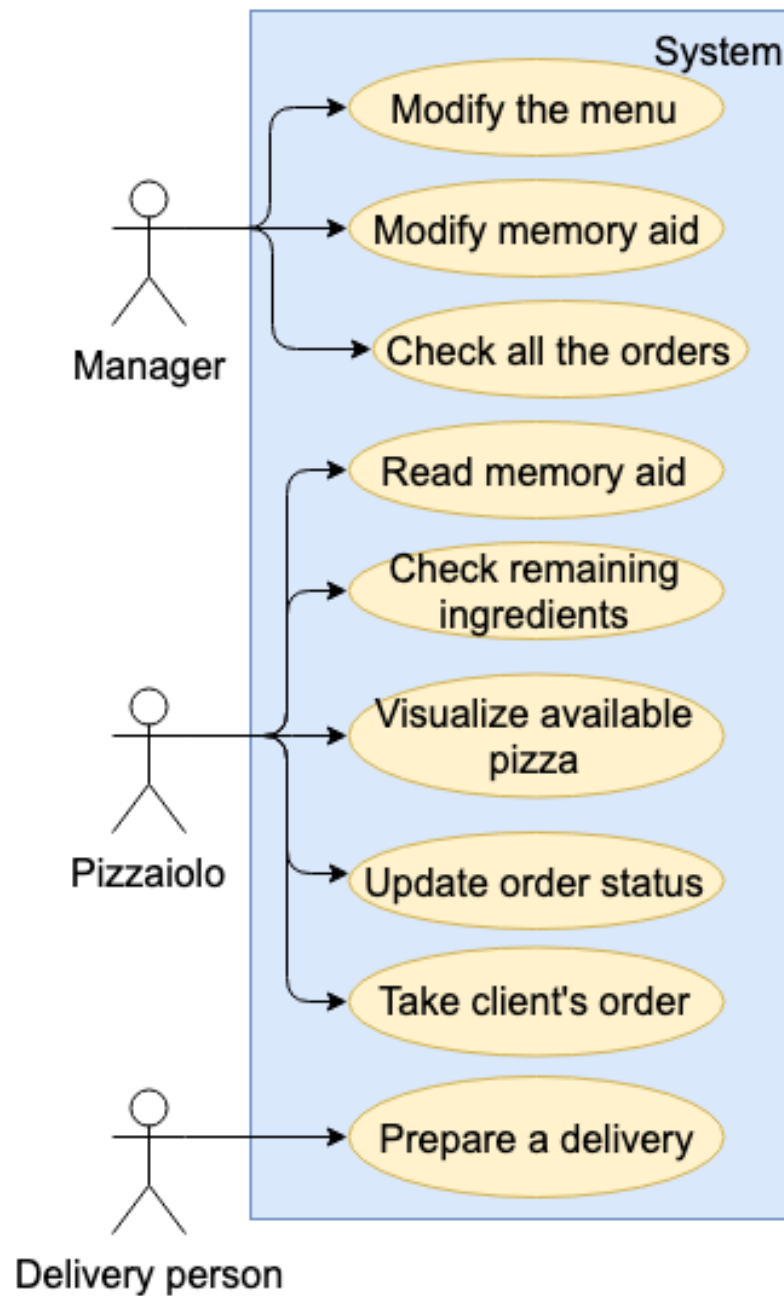 System
Modify the menu
Modify memory aid
Manager
Check all the orders
Read memory aid
Check remaining
ingredients
Visualize available
pizza
Pizzaiolo
Update order status
Take client's order
Prepare a delivery
Delivery person